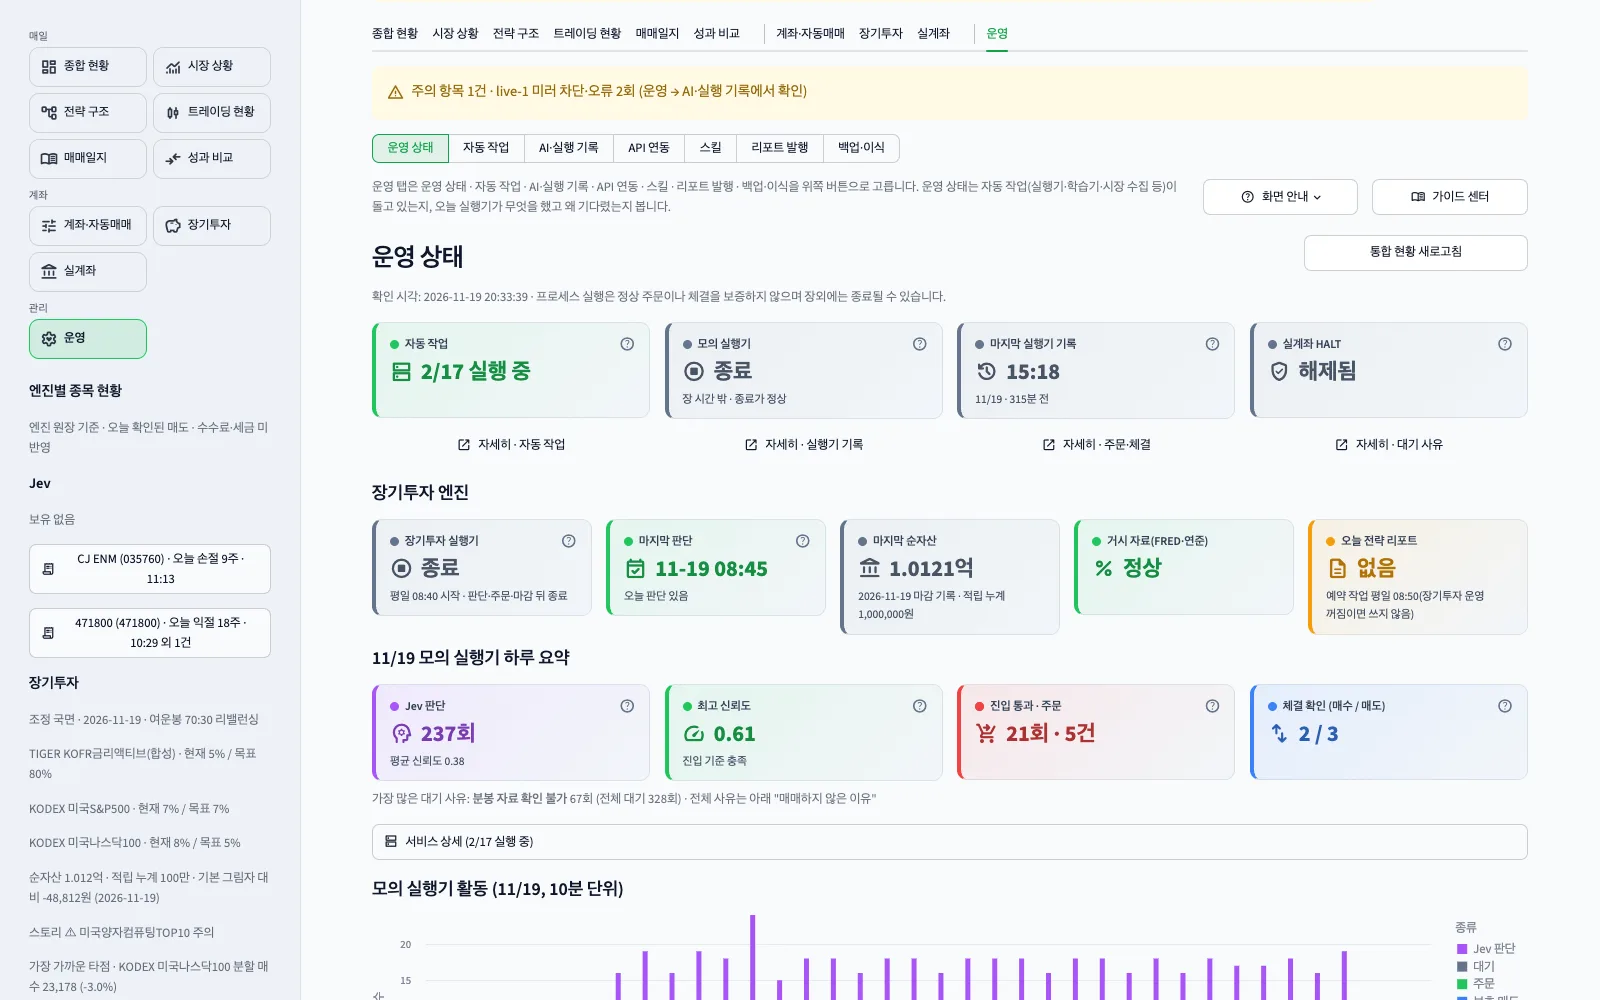 매일
종합 현황
시장 상황
전략 구조
트레이딩 현황
매매일지
성과 비교
계좌
계좌·자동매매
장기투자
실계좌
관리
운영
엔진별 종목 현황
엔진 원장 기준 · 오늘 확인된 매도 · 수수료·세금 미
반영
Jev
보유 없음
CJ ENM (035760) · 오늘 손절 9주 ·
11:13
471800 (471800) · 오늘 익절 18주 ·
10:29 외 1건
장기투자
조정 국면 · 2026-11-19 · 여운봉 70:30 리밸런싱
TIGER KOFR금리액티브(합성) · 현재 5% / 목표
80%
KODEX 미국S&P500 · 현재 7% / 목표 7%
KODEX 미국나스닥100 · 현재 8% / 목표 5%
순자산 1.012억 · 적립 누계 100만 · 기본 그림자 대
비 -48,812원 (2026-11-19)
스토리 ⚠ 미국양자컴퓨팅TOP10 주의
가장 가까운 타점 · KODEX 미국나스닥100 분할 매
수 23,178 (-3.0%)
종합 현황 시장 상황 전략 구조 트레이딩 현황 매매일지 성과 비교 계좌·자동매매 장기투자 실계좌 운영
주의 항목 1건 · live-1 미러 차단·오류 2회 (운영 → AI·실행 기록에서 확인)
운영 상태 자동 작업 AI·실행 기록 API 연동 스킬 리포트 발행 백업·이식
운영 탭은 운영 상태 · 자동 작업 · AI·실행 기록 · API 연동 · 스킬 · 리포트 발행 · 백업·이식을 위쪽 버튼으로 고릅니다. 운영 상태는 자동 작업(실행기·학습기·시장 수집 등)이
돌고 있는지, 오늘 실행기가 무엇을 했고 왜 기다렸는지 봅니다.
화면 안내
가이드 센터
운영 상태
통합 현황 새로고침
확인 시각: 2026-11-19 20:33:39 · 프로세스 실행은 정상 주문이나 체결을 보증하지 않으며 장외에는 종료될 수 있습니다.
자동 작업
2/17 실행 중
모의 실행기
종료
장 시간 밖 · 종료가 정상
마지막 실행기 기록
15:18
11/19 · 315분 전
실계좌 HALT
해제됨
자세히 · 자동 작업
자세히 · 실행기 기록
자세히 · 주문·체결
자세히 · 대기 사유
장기투자 엔진
장기투자 실행기
종료
평일 08:40 시작 · 판단·주문·마감 뒤 종료
마지막 판단
11-19 08:45
오늘 판단 있음
마지막 순자산
1.0121억
2026-11-19 마감 기록 · 적립 누계
1,000,000원
거시 자료(FRED·연준)
정상
오늘 전략 리포트
없음
예약 작업 평일 08:50(장기투자 운영
꺼짐이면 쓰지 않음)
11/19 모의 실행기 하루 요약
Jev 판단
237회
평균 신뢰도 0.38
최고 신뢰도
0.61
진입 기준 충족
진입 통과 · 주문
21회 · 5건
체결 확인 (매수 / 매도)
2 / 3
가장 많은 대기 사유: 분봉 자료 확인 불가 67회 (전체 대기 328회) · 전체 사유는 아래 "매매하지 않은 이유"
서비스 상세 (2/17 실행 중)
모의 실행기 활동 (11/19, 10분 단위)
20
15
종류
Jev 판단
대기
주문